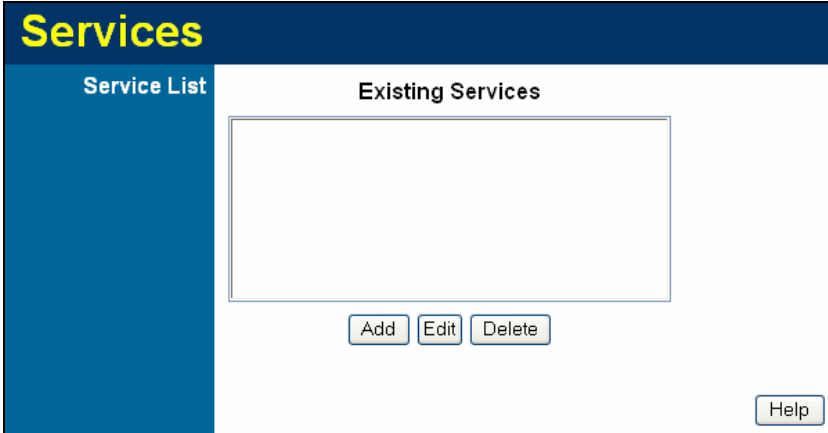 Services
Service List
Existing Services
Add Edit Delete
Help